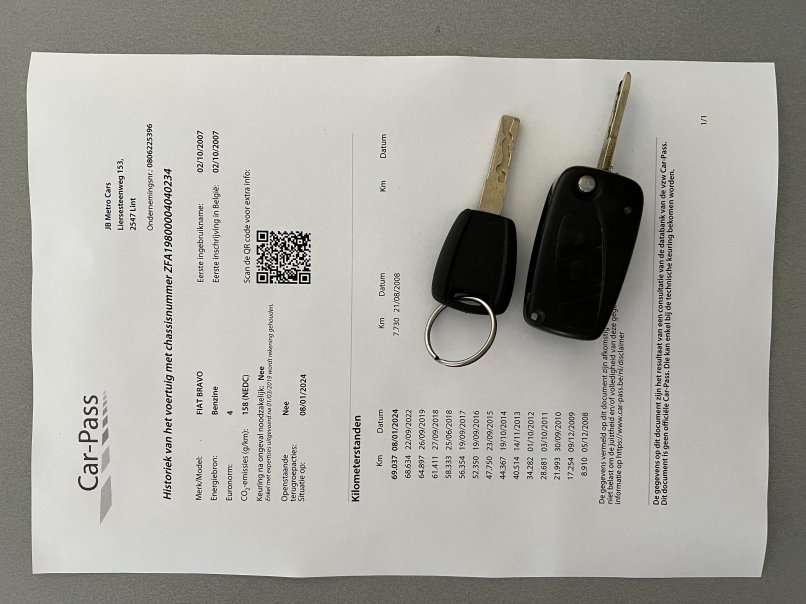 Car-Pass
JB Metro Cars
Liersesteenweg 153,
2547 Lint
Ondernemingsnr.: 0806225396
Historiek van het voertuig met chassisnummer ZFA19800004040234
Merk/Model: FIAT BRAVO
Energiebron: Benzine
Euronorm: 4
CO2-emissies (g/km): 158 (NEDC)
Keuring na ongeval noodzakelijk: Nee
Enkel met expertises uitgevoerd na 01/03/2019 wordt rekening gehouden.
Openstaande Nee
terugroepacties:
Situatie op: 08/01/2024
Eerste ingebruikname: 02/10/2007
Eerste inschrijving in België: 02/10/2007
Scan de QR code voor extra info:
Kilometerstanden
Km Datum
69.037 08/01/2024
68.634 22/09/2022
64.897 26/09/2019
61.411 27/09/2018
58.333 25/06/2018
56.354 19/09/2017
52.350 19/09/2016
47.750 23/09/2015
44.367 19/10/2014
40.514 14/11/2013
34.282 01/10/2012
28.681 03/10/2011
21.993 30/09/2010
17.254 09/12/2009
8.910 05/12/2008
Km Datum
7.730 21/08/2008
Km Datum
De gegevens vermeld op dit document zijn afkomstig
niet belast om de juistheid en/of volledigheid van deze
informatie op https://www.car-pass.be/nl/disclaimer
De gegevens op dit document zijn het resultaat van een consultatie van de databank van de vzw Car-Pass.
Dit document is geen officiële Car-Pass. Die kan enkel bij de technische keuring bekomen worden.
1/1